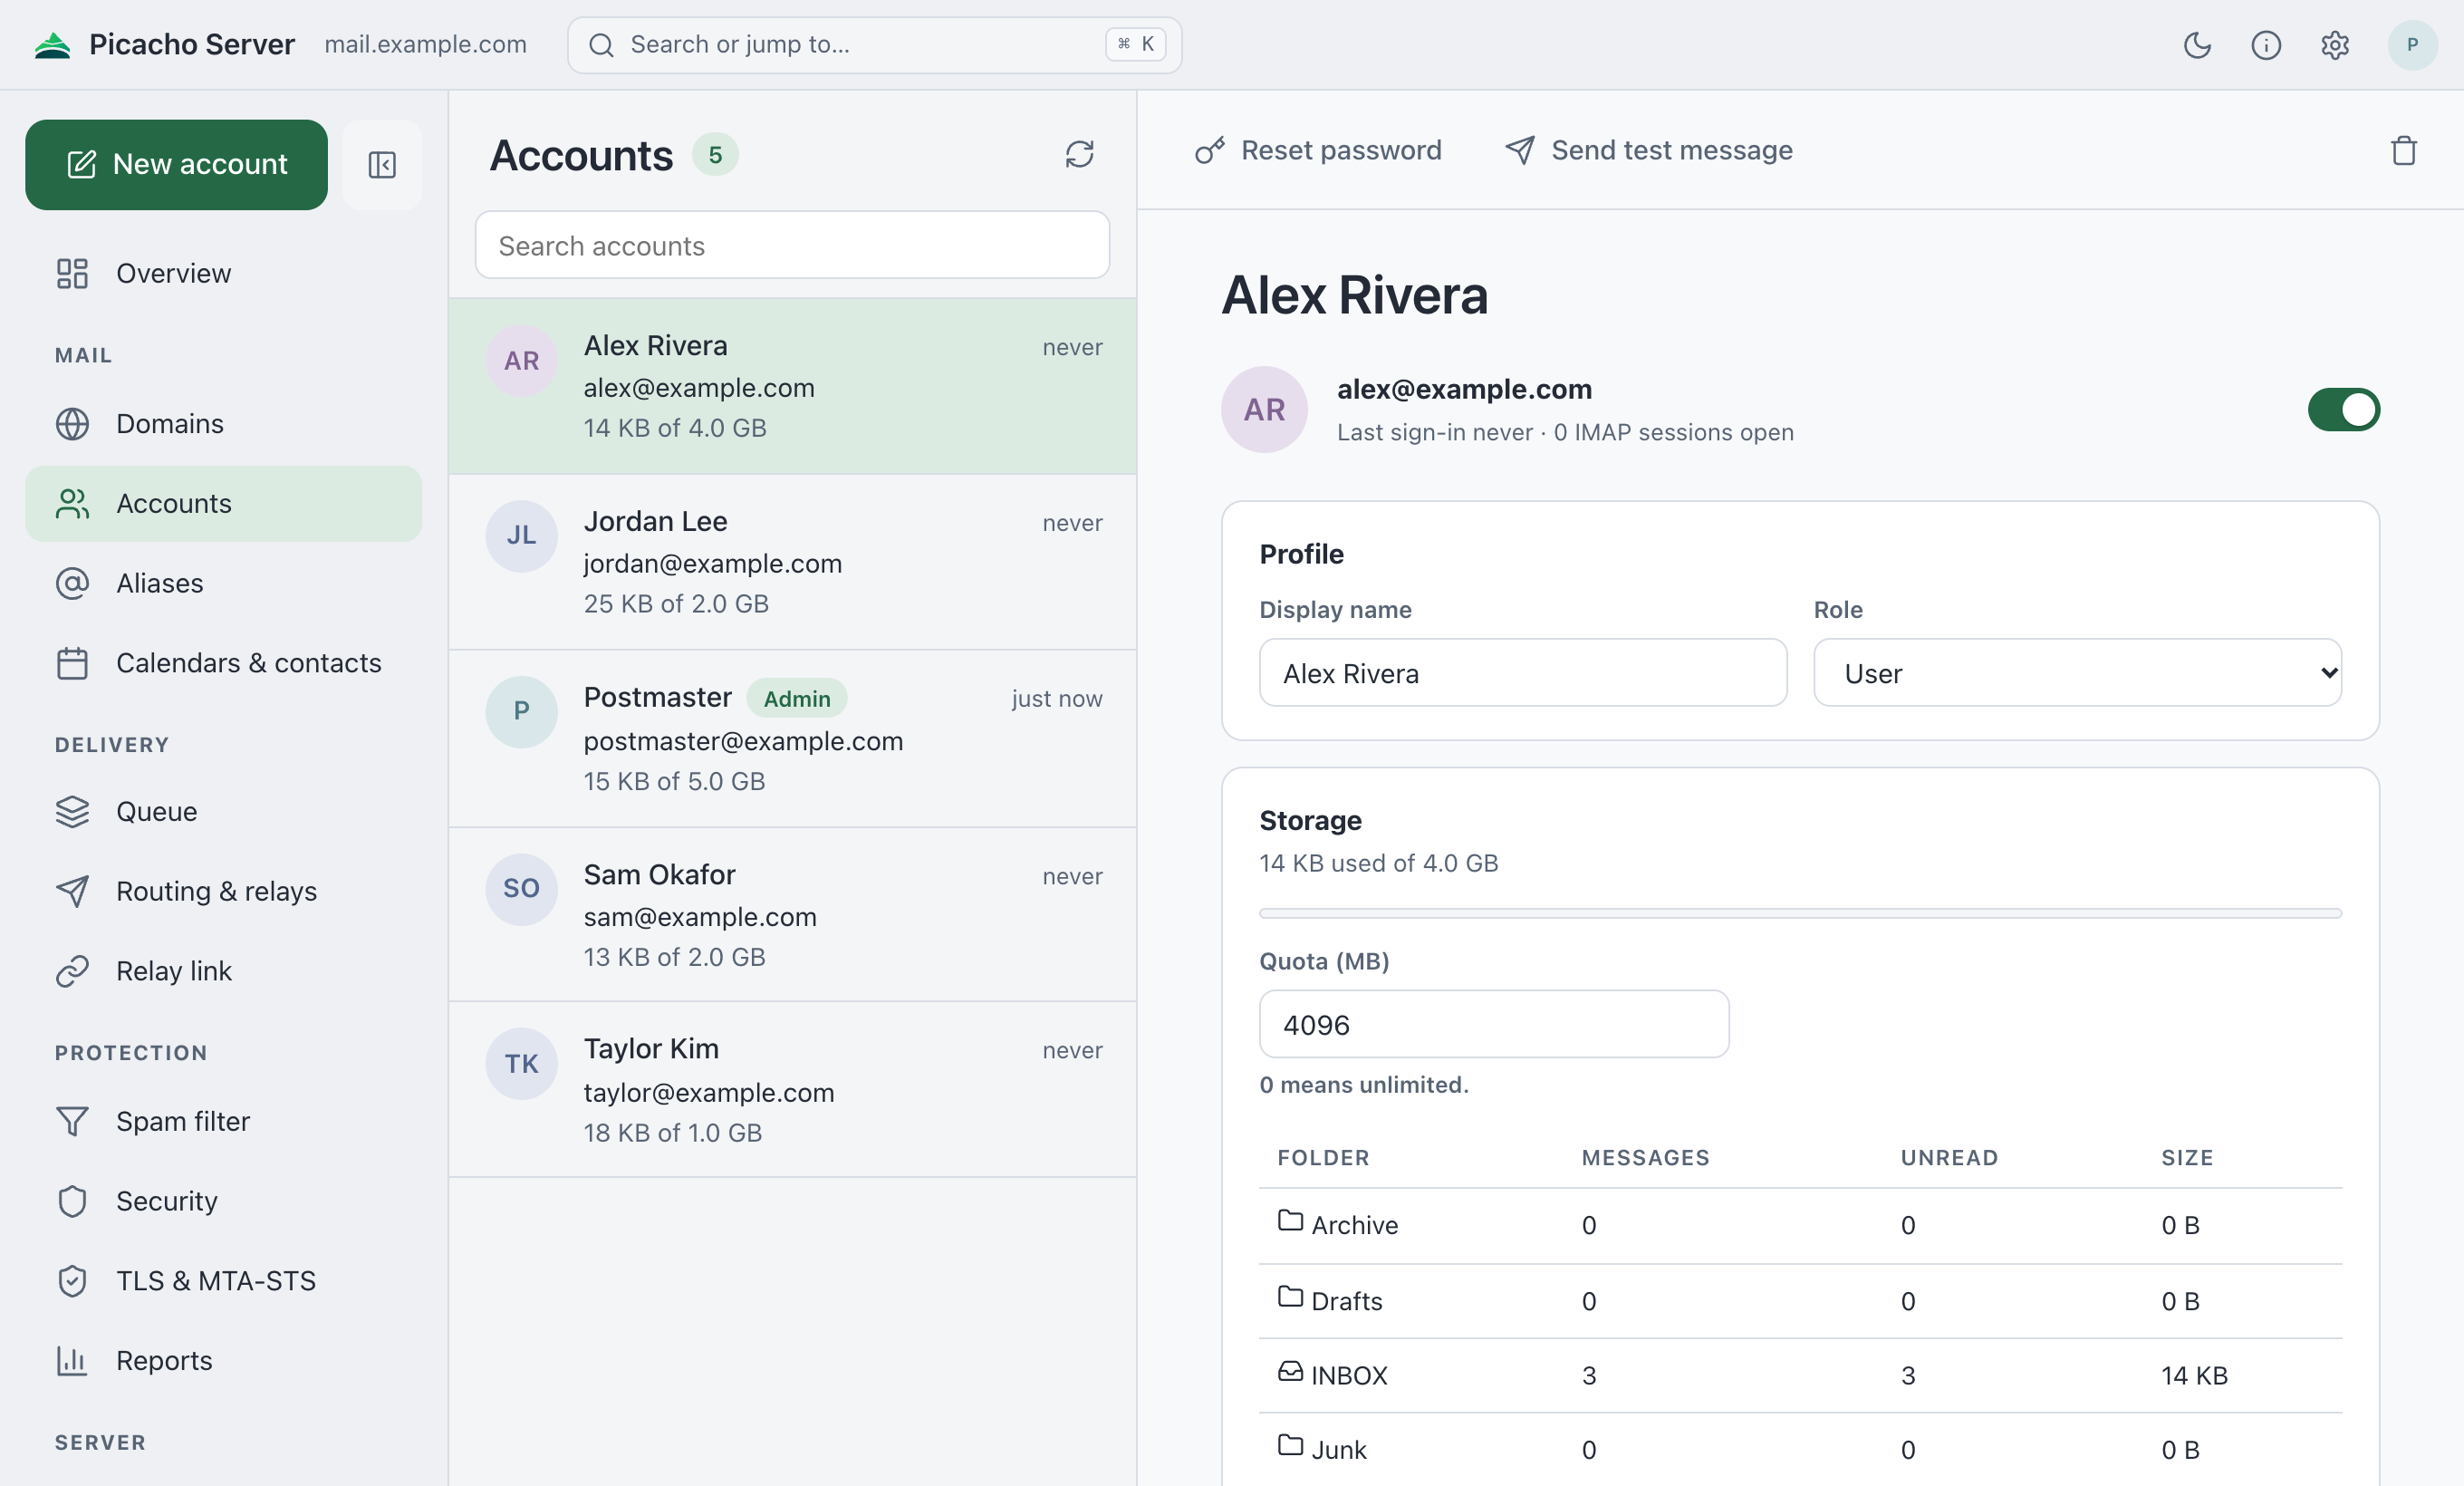 Picacho Server
mail.example.com
Search or jump to...
⌘ K
P
New account
Overview
MAIL
Domains
Accounts
Aliases
Calendars & contacts
DELIVERY
Queue
Routing & relays
Relay link
PROTECTION
Spam filter
Security
TLS & MTA-STS
Reports
SERVER
Accounts 5
Search accounts
AR
Alex Rivera
never
alex@example.com
14 KB of 4.0 GB
JL
Jordan Lee
never
jordan@example.com
25 KB of 2.0 GB
P
Postmaster Admin
just now
postmaster@example.com
15 KB of 5.0 GB
SO
Sam Okafor
never
sam@example.com
13 KB of 2.0 GB
TK
Taylor Kim
never
taylor@example.com
18 KB of 1.0 GB
Reset password
Send test message
Alex Rivera
AR
alex@example.com
Last sign-in never · 0 IMAP sessions open
Profile
Display name
Role
Alex Rivera
User
Storage
14 KB used of 4.0 GB
Quota (MB)
4096
0 means unlimited.
FOLDER MESSAGES UNREAD SIZE
Archive 0 0 0 B
Drafts 0 0 0 B
INBOX 3 3 14 KB
Junk 0 0 0 B